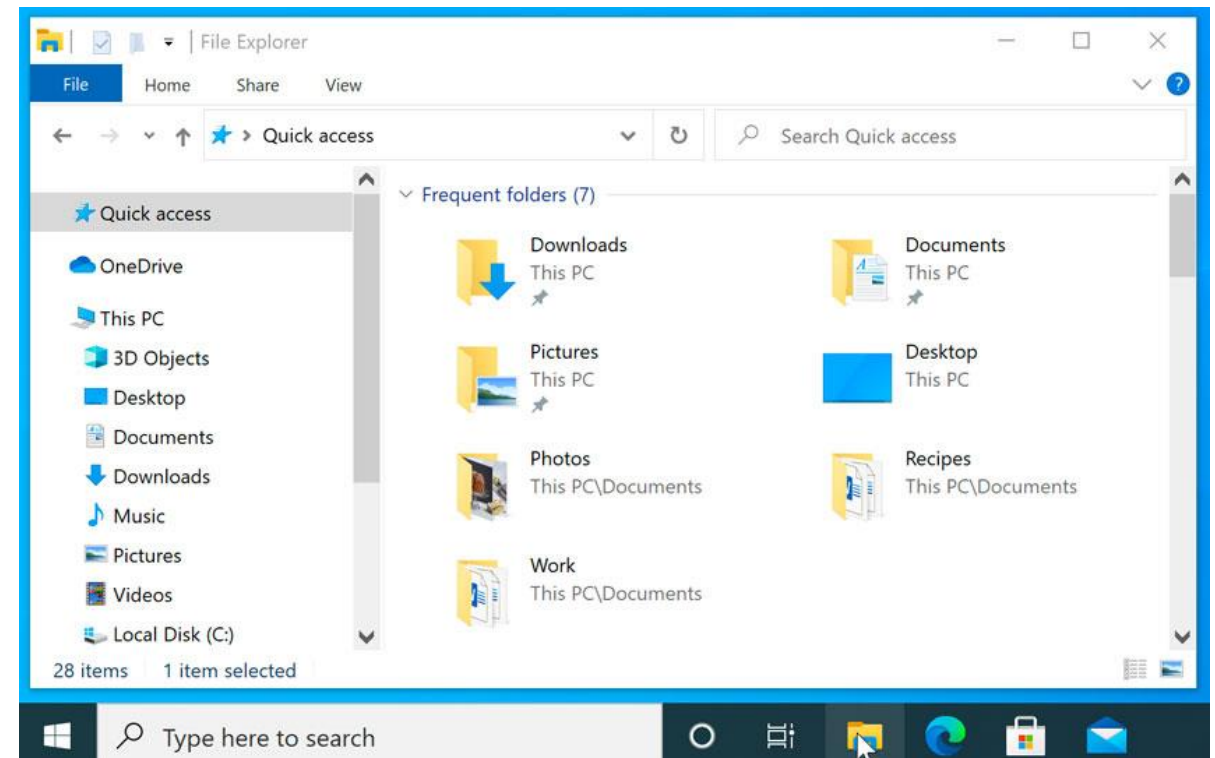 File Explorer
File Home Share View
Quick access
Search Quick access
Quick access
OneDrive
This PC
3D Objects
Desktop
Documents
Downloads
Music
Pictures
Videos
Local Disk (C:)
Frequent folders (7)
Downloads
This PC
Documents
This PC
Pictures
This PC
Desktop
This PC
Photos
This PC\Documents
Recipes
This PC\Documents
Work
This PC\Documents
28 items 1 item selected
Type here to search